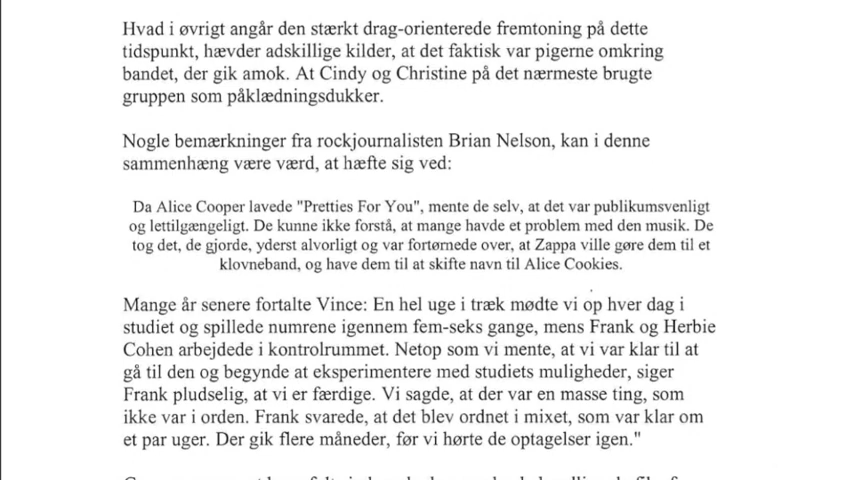 Hvad i øvrigt angår den stærkt drag-orienterede fremtoning på dette
tidspunkt, hævder adskillige kilder, at det faktisk var pigerne omkring
bandet, der gik amok. At Cindy og Christine på det nærmeste brugte
gruppen som påklædningsdukker.
Nogle bemærkninger fra rockjournalisten Brian Nelson, kan i denne
sammenhæng være værd, at hæfte sig ved:
Da Alice Cooper lavede "Pretties For You", mente de selv, at det var publikumsvenligt
og lettilgængeligt. De kunne ikke forstå, at mange havde et problem med den musik. De
tog det, de gjorde, yderst alvorligt og var fortørnede over, at Zappa ville gøre dem til et
klovneband, og have dem til at skifte navn til Alice Cookies.
Mange år senere fortalte Vince: En hel uge i træk mødte vi op hver dag i
studiet og spillede numrene igennem fem-seks gange, mens Frank og Herbie
Cohen arbejdede i kontrolrummet. Netop som vi mente, at vi var klar til at
gå til den og begynde at eksperimentere med studiets muligheder, siger
Frank pludselig, at vi er færdige. Vi sagde, at der var en masse ting, som
ikke var i orden. Frank svarede, at det blev ordnet i mixet, som var klar om
et par uger. Der gik flere måneder, før vi hørte de optagelser igen."